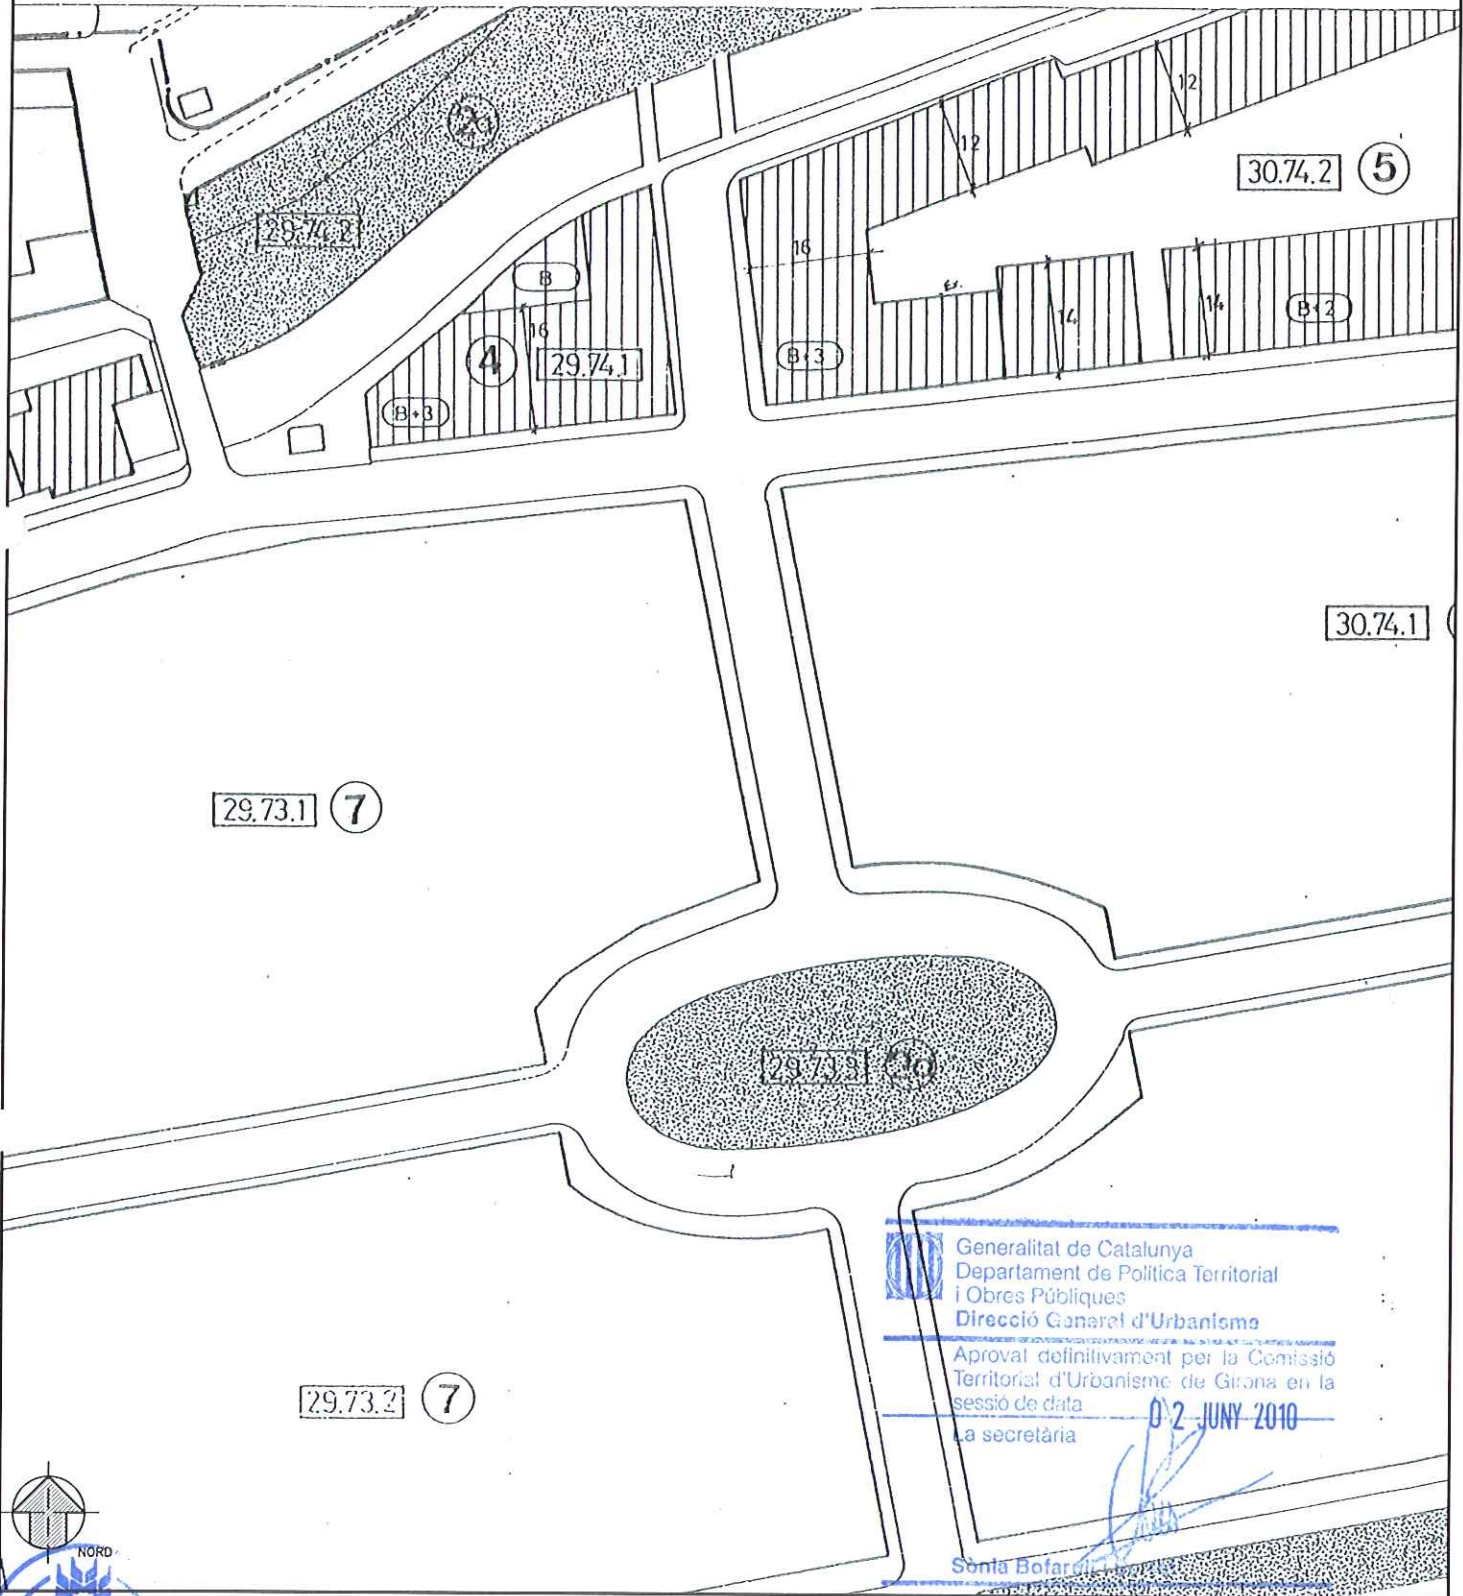 12
12
30.74.2 5
29.74.2
B
16
16
4 29.74.1
14
14
B+2
B+3
B+3
30.74.1
29.73.1 7
29.73.3
Generalitat de Catalunya
Departament de Política Territorial
i Obres Públiques
Direcció General d'Urbanisme
Aprovat definitivament per la Comissió
Territorial d'Urbanisme de Girona en la
sessió de data
0 2 JUNY 2010
La secretària
29.73.2 7
NORD
Sònia